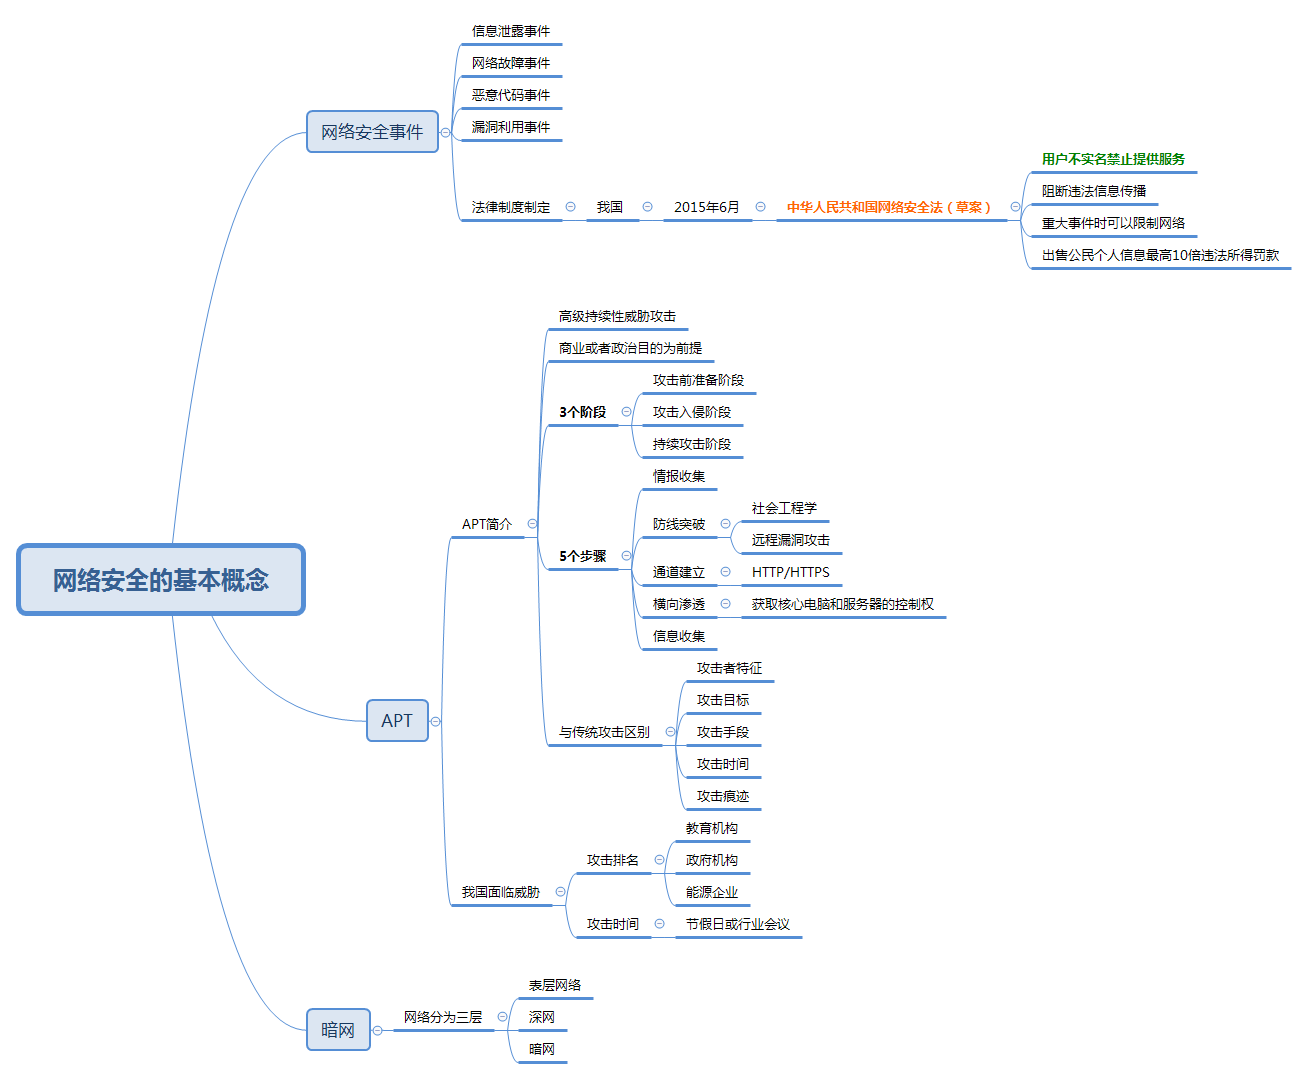 网络安全的基本概念
网络安全事件
信息泄露事件
网络故障事件
恶意代码事件
漏洞利用事件
法律制度制定
我国
2015年6月
中华人民共和国网络安全法（草案）
用户不实名禁止提供服务
阻断违法信息传播
重大事件时可以限制网络
出售公民个人信息最高10倍违法所得罚款
APT
APT简介
高级持续性威胁攻击
商业或者政治目的为前提
3个阶段
攻击前准备阶段
攻击入侵阶段
持续攻击阶段
5个步骤
情报收集
防线突破
社会工程学
远程漏洞攻击
通道建立
HTTP/HTTPS
横向渗透
获取核心电脑和服务器的控制权
信息收集
与传统攻击区别
攻击者特征
攻击目标
攻击手段
攻击时间
攻击痕迹
我国面临威胁
攻击排名
教育机构
政府机构
能源企业
攻击时间
节假日或行业会议
暗网
网络分为三层
表层网络
深网
暗网